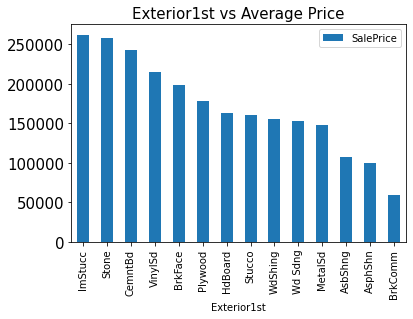 Exterior1st vs Average Price
SalePrice
250000
200000
150000
100000
50000
0
ImStucc
Stone
CemntBd
VinylSd
BrkFace
Plywood
HdBoard
Stucco
WdShing
Wd Sdng
MetalSd
AsbShng
AsphShn
BrkComm
Exterior1st